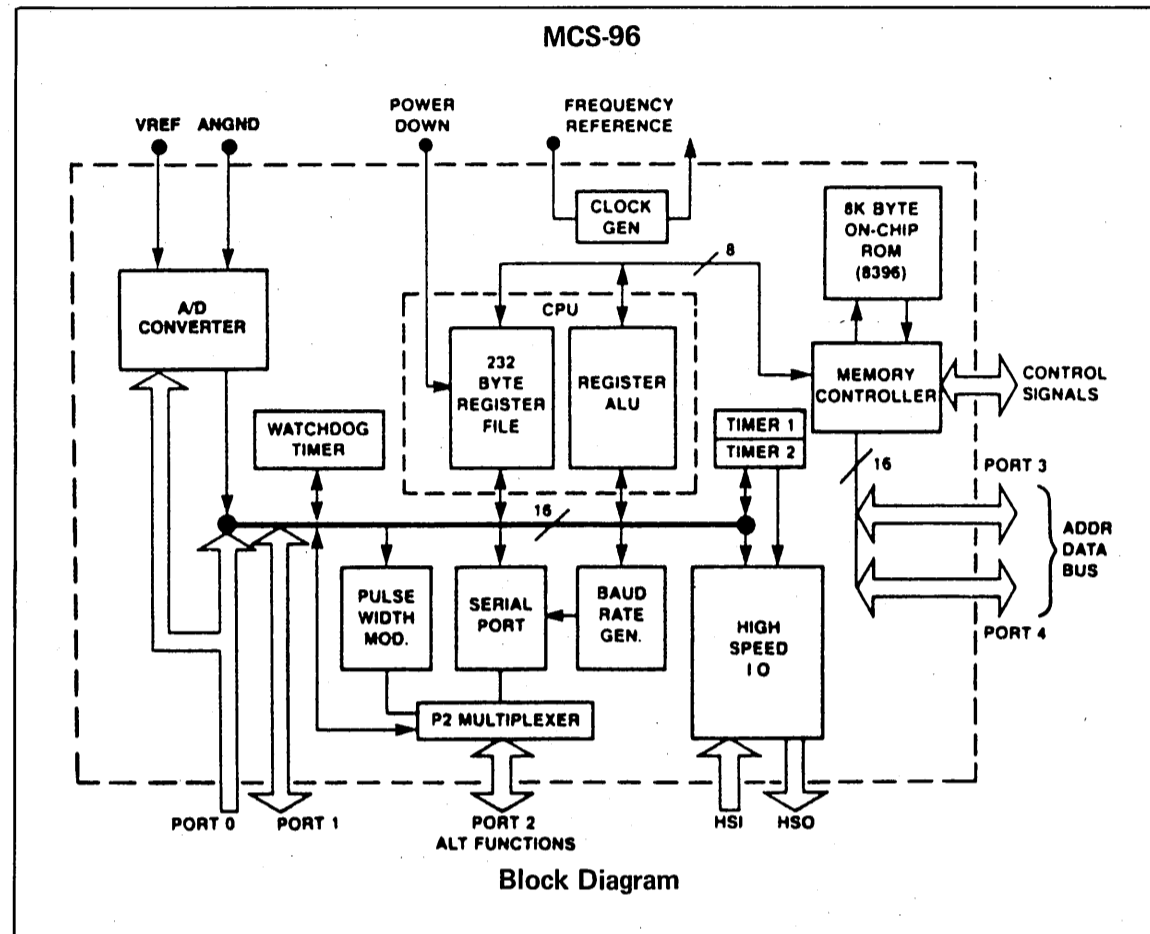 MCS-96
VREF
ANGND
POWER
DOWN
FREQUENCY
REFERENCE
CLOCK
GEN
8K BYTE
ON-CHIP
ROM
(8396)
8
A/D
CONVERTER
CPU
232
BYTE
REGISTER
FILE
REGISTER
ALU
MEMORY
CONTROLLER
CONTROL
SIGNALS
WATCHDOG
TIMER
TIMER 1
TIMER 2
16
16
PORT 3
ADDR
DATA
BUS
PORT 4
PULSE
WIDTH
MOD.
SERIAL
PORT
BAUD
RATE
GEN.
HIGH
SPEED
I O
P2 MULTIPLEXER
PORT 0
PORT 1
PORT 2
ALT FUNCTIONS
HSI
HSO
Block Diagram